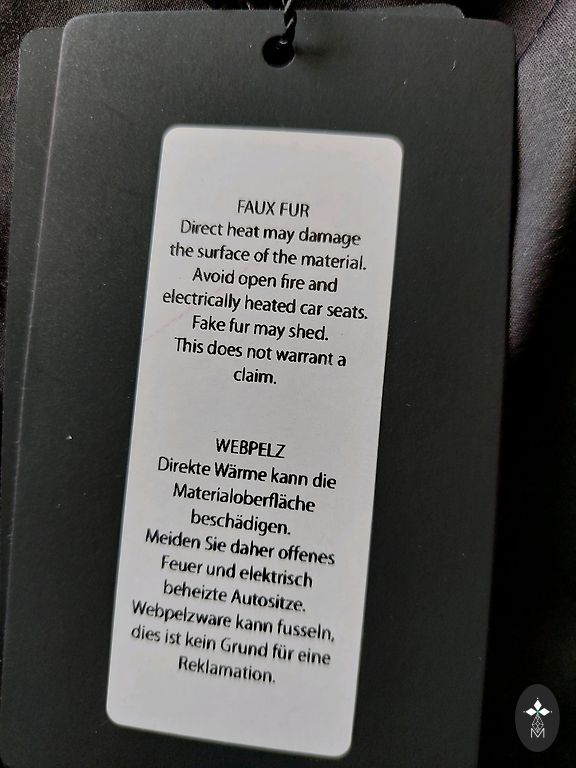 FAUX FUR
Direct heat may damage
the surface of the material.
Avoid open fire and
electrically heated car seats.
Fake fur may shed.
This does not warrant a
claim.
WEBPELZ
Direkte Wärme kann die
Materialoberfläche
beschädigen.
Meiden Sie daher offenes
Feuer und elektrisch
beheizte Autositze.
Webpelzware kann fusseln,
dies ist kein Grund für eine
Reklamation.